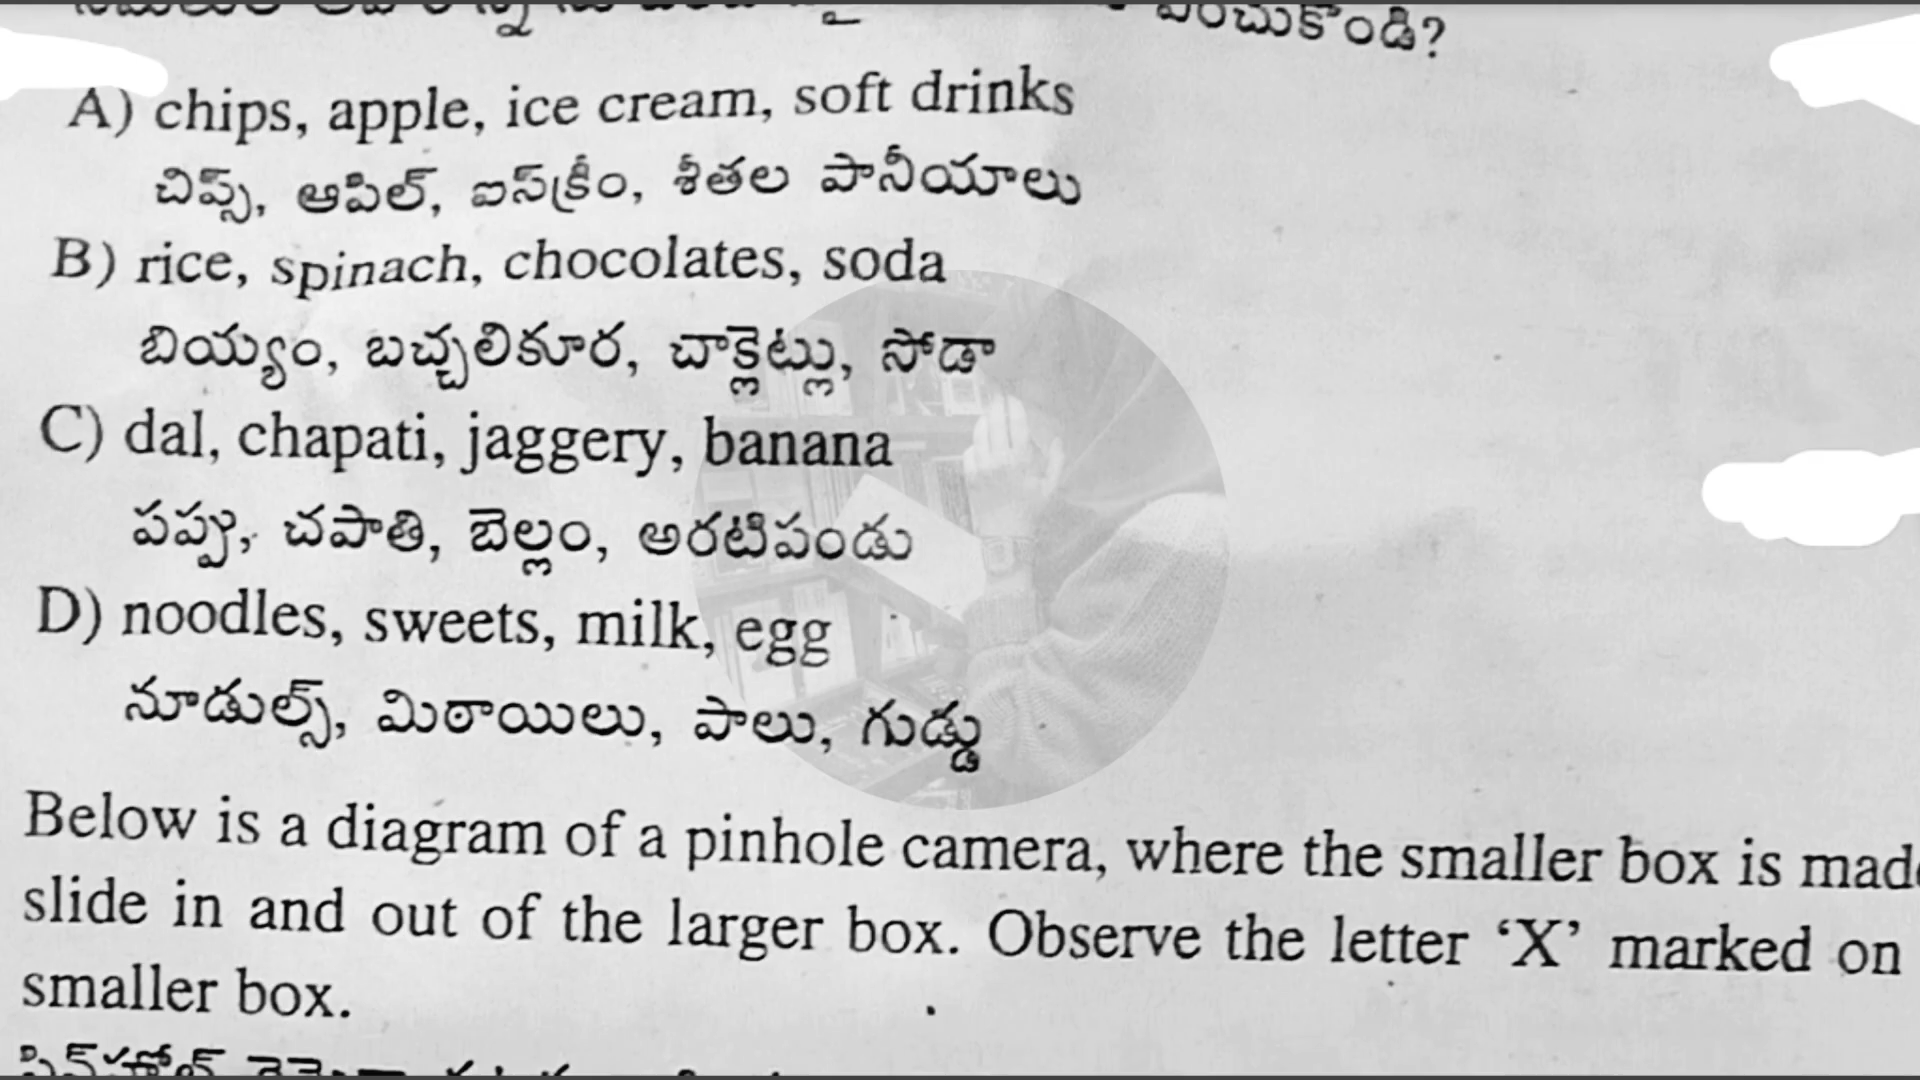 ఎంచుకోండి?
A) chips, apple, ice cream, soft drinks
చిప్స్, ఆపిల్, ఐస్‌క్రీం, శీతల పానీయాలు
B) rice, spinach, chocolates, soda
బియ్యం, బచ్చలికూర, చాక్లెట్లు, సోడా
C) dal, chapati, jaggery, banana
పప్పు, చపాతి, బెల్లం, అరటిపండు
D) noodles, sweets, milk, egg
నూడుల్స్, మిఠాయిలు, పాలు, గుడ్డు
Below is a diagram of a pinhole camera, where the smaller box is made
slide in and out of the larger box. Observe the letter ‘X’ marked on
smaller box.